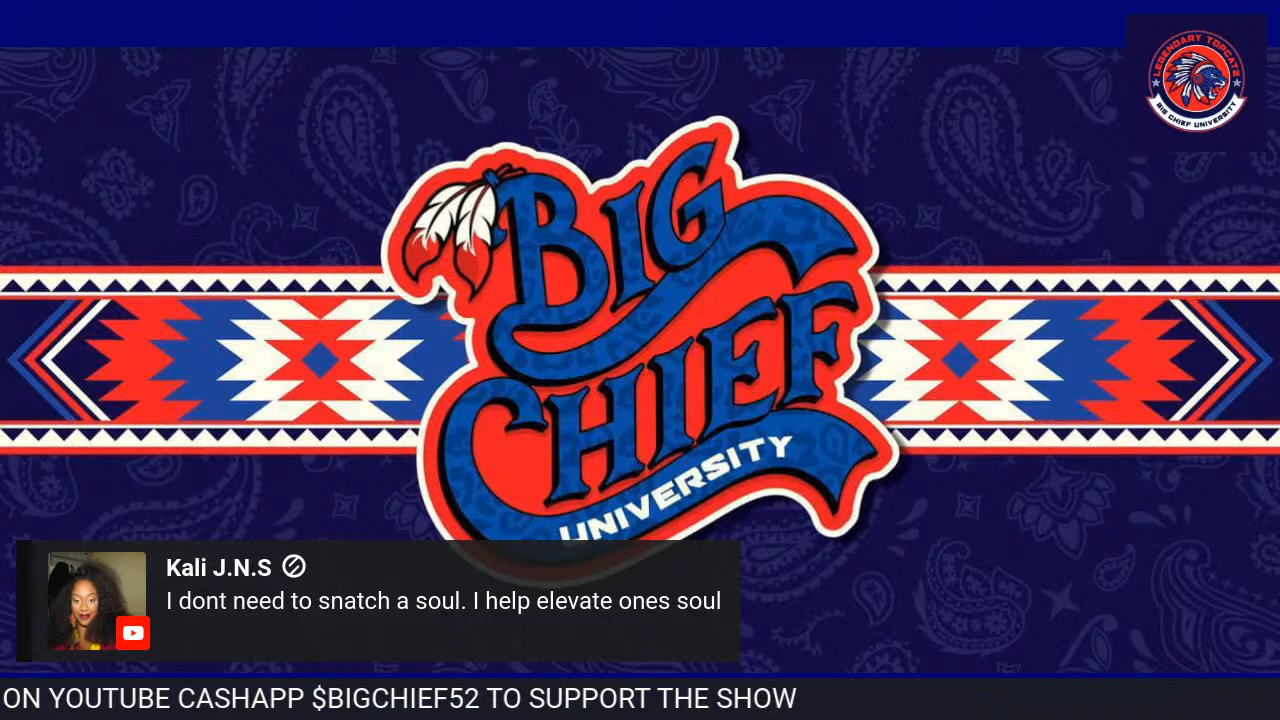 LEGENDARY TOPCATZ
BIG CHIEF UNIVERSITY
BIG
CHIEF
UNIVERSITY
Kali J.N.S
I dont need to snatch a soul. I help elevate ones soul
ON YOUTUBE CASHAPP $BIGCHIEF52 TO SUPPORT THE SHOW